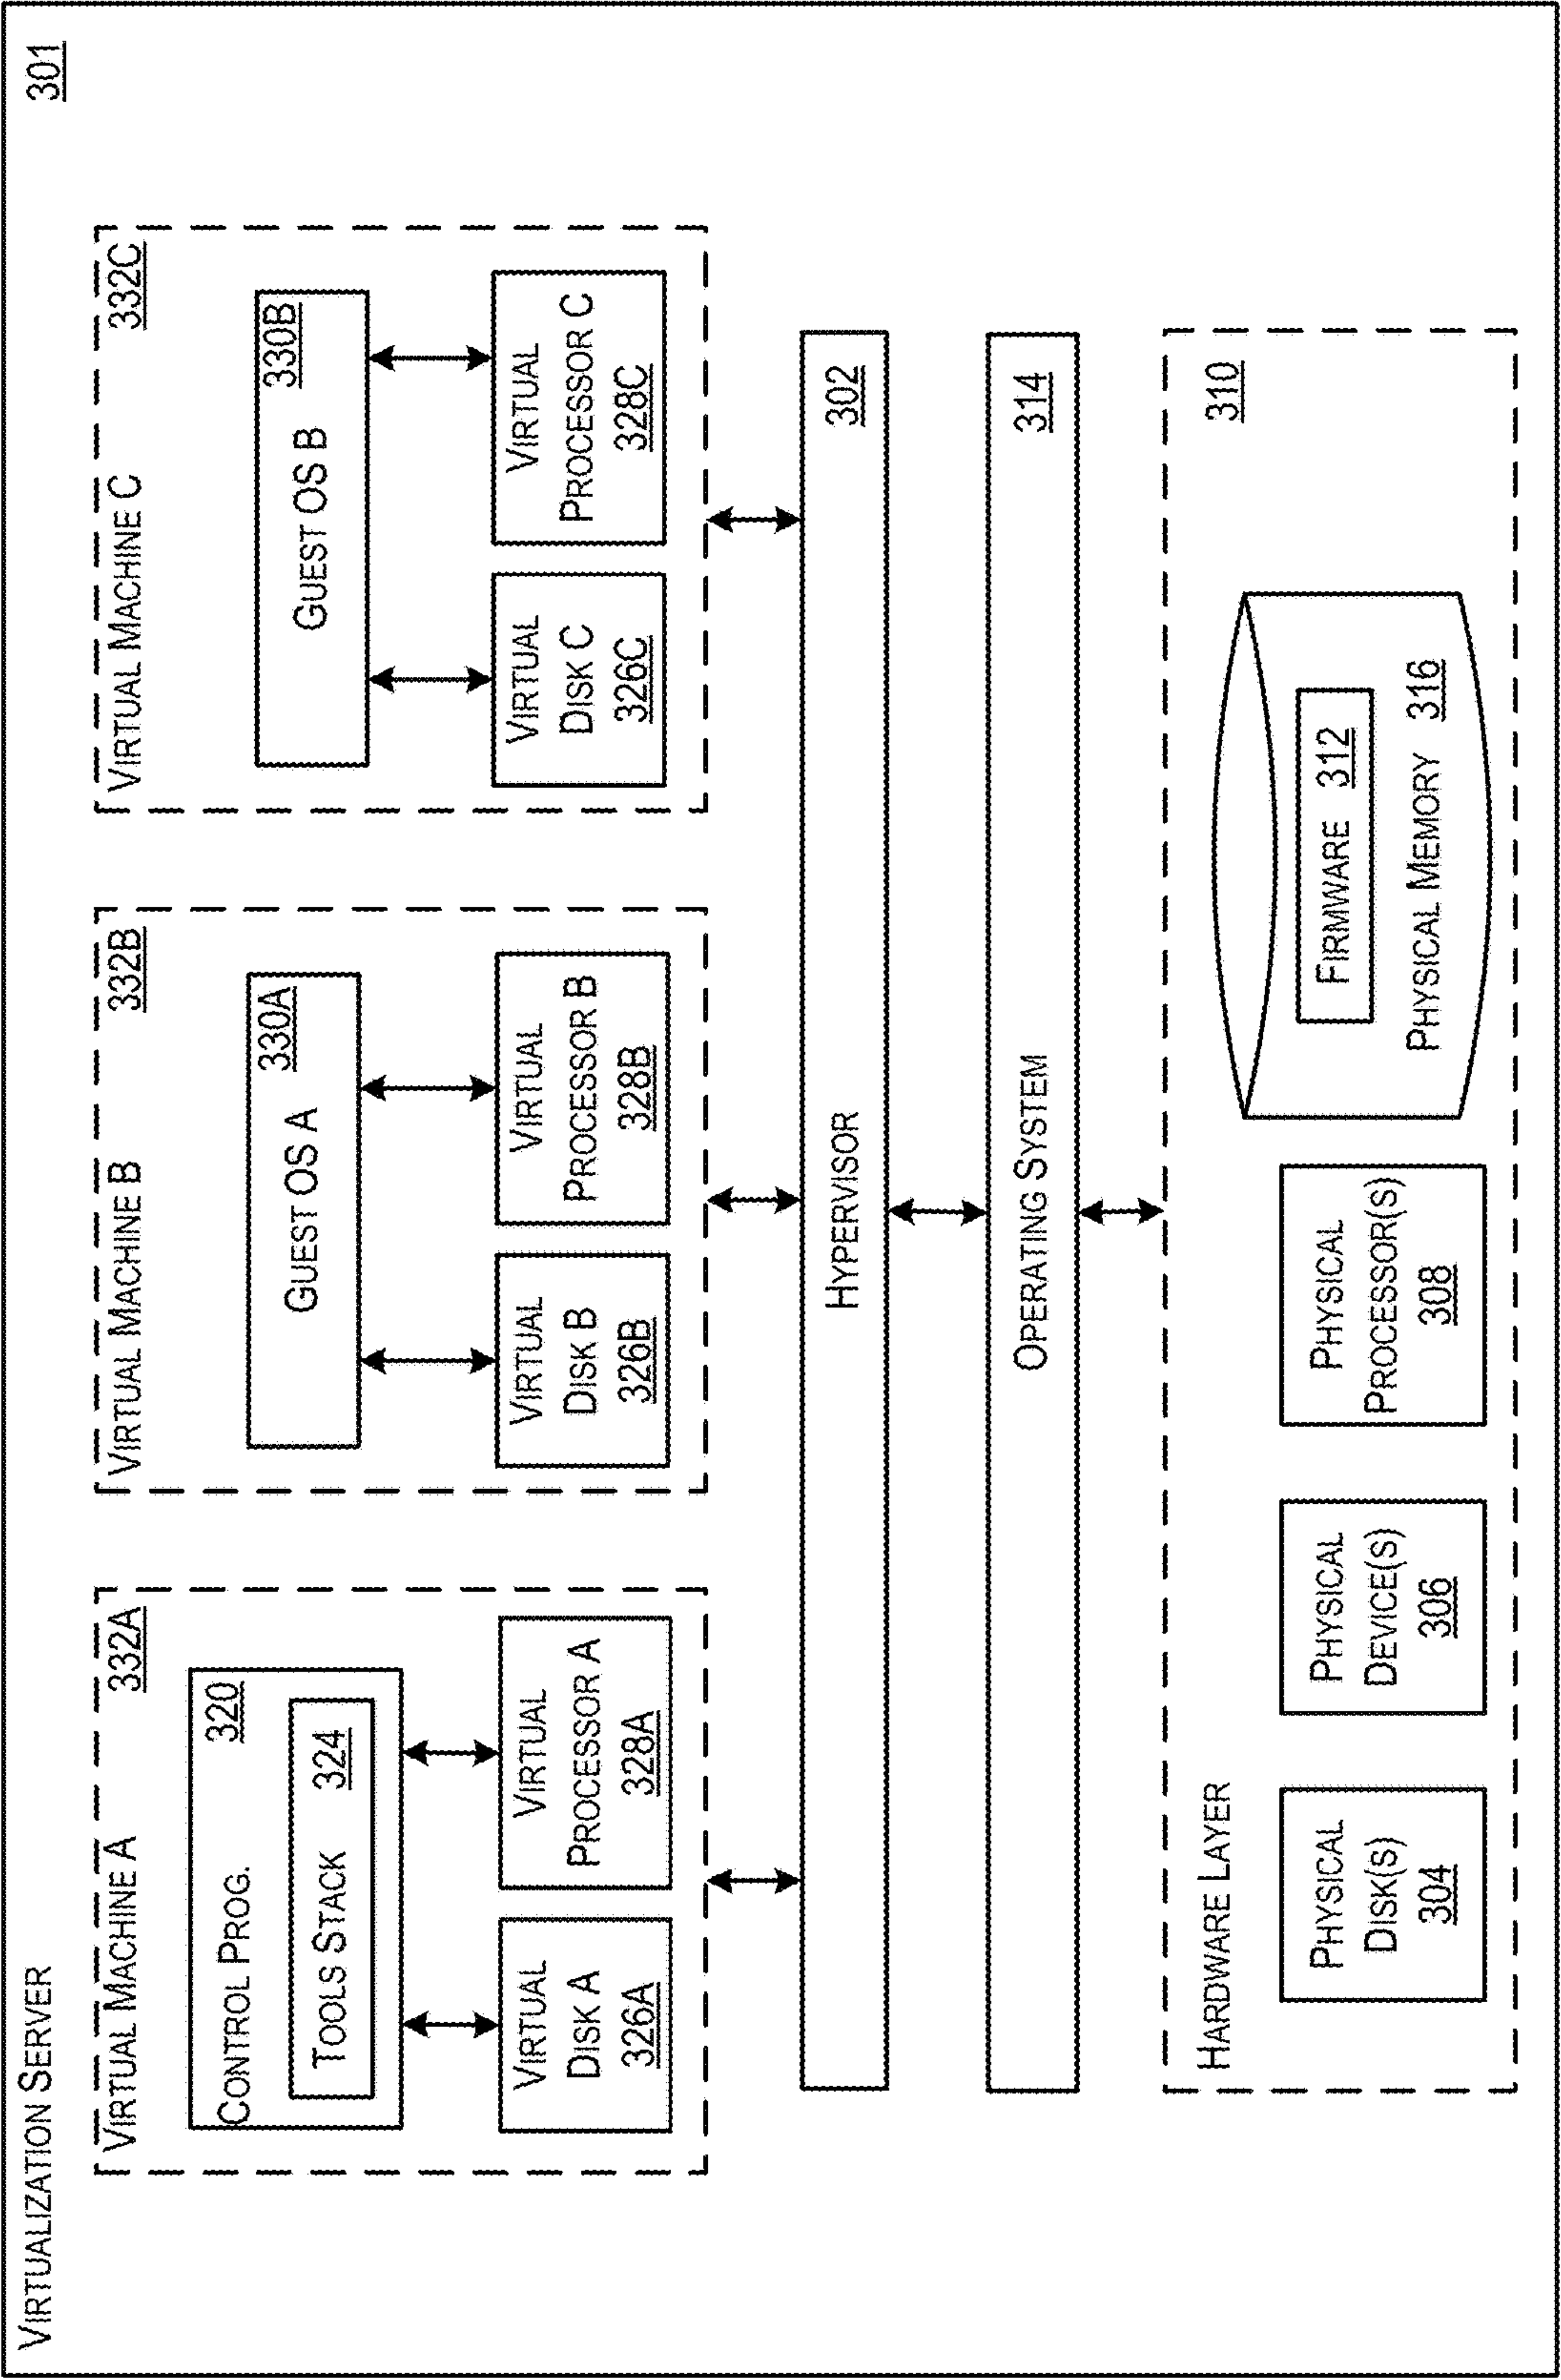 VIRTUALIZATION SERVER
301
VIRTUAL MACHINE A
332A
CONTROL PROG.
320
TOOLS STACK 324
VIRTUAL
DISK A
326A
VIRTUAL
PROCESSOR A
328A
VIRTUAL MACHINE B
332B
330A
GUEST OS A
VIRTUAL
DISK B
326B
VIRTUAL
PROCESSOR B
328B
VIRTUAL MACHINE C
332C
330B
GUEST OS B
VIRTUAL
DISK C
326C
VIRTUAL
PROCESSOR C
328C
HYPERVISOR
302
OPERATING SYSTEM
314
HARDWARE LAYER
310
PHYSICAL
DISK(S)
304
PHYSICAL
DEVICE(S)
306
PHYSICAL
PROCESSOR(S)
308
FIRMWARE 312
PHYSICAL MEMORY 316